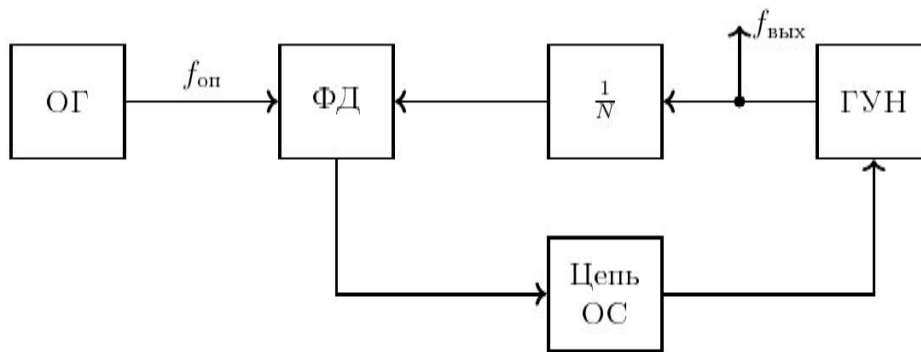 f_вых
ОГ
f_оп
ФД
1/N
ГУН
Цепь
ОС